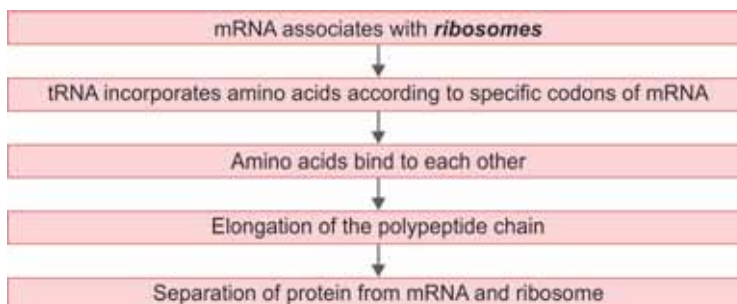 mRNA associates with ribosomes
tRNA incorporates amino acids according to specific codons of mRNA
Amino acids bind to each other
Elongation of the polypeptide chain
Separation of protein from mRNA and ribosome